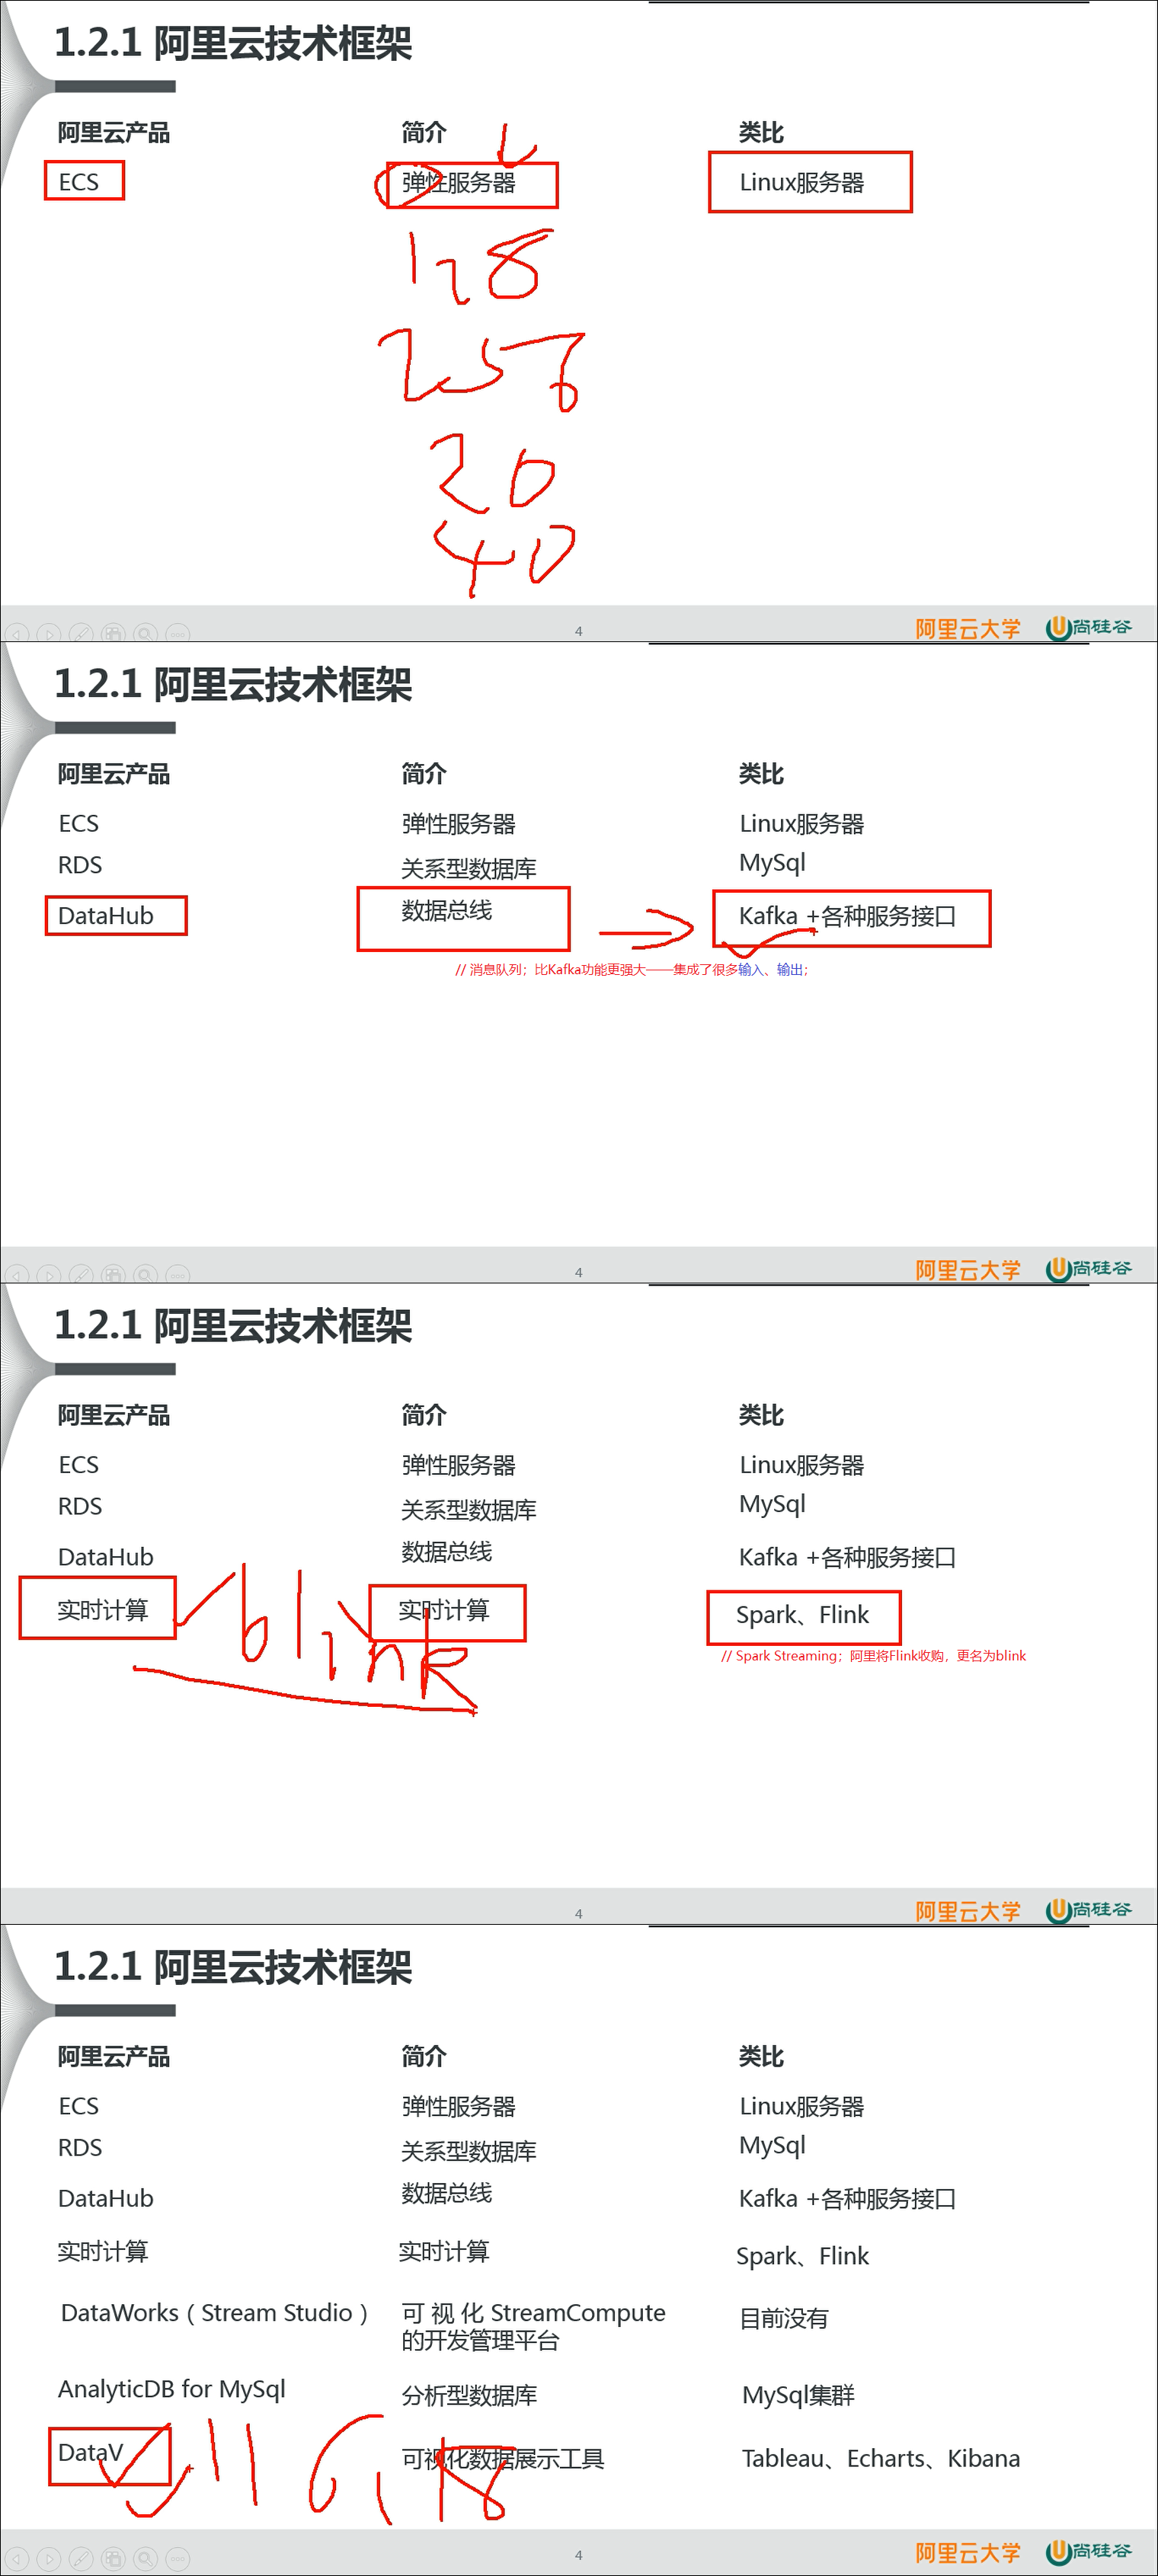 1.2.1 阿里云技术框架
阿里云产品 简介 类比
ECS 弹性服务器 Linux服务器
128
256
20
40
4 阿里云大学 尚硅谷
1.2.1 阿里云技术框架
阿里云产品 简介 类比
ECS 弹性服务器 Linux服务器
RDS 关系型数据库 MySql
DataHub 数据总线 Kafka +各种服务接口
// 消息队列；比Kafka功能更强大——集成了很多输入、输出；
4 阿里云大学 尚硅谷
1.2.1 阿里云技术框架
阿里云产品 简介 类比
ECS 弹性服务器 Linux服务器
RDS 关系型数据库 MySql
DataHub 数据总线 Kafka +各种服务接口
实时计算 实时计算 Spark、Flink
blink
// Spark Streaming；阿里将Flink收购，更名为blink
4 阿里云大学 尚硅谷
1.2.1 阿里云技术框架
阿里云产品 简介 类比
ECS 弹性服务器 Linux服务器
RDS 关系型数据库 MySql
DataHub 数据总线 Kafka +各种服务接口
实时计算 实时计算 Spark、Flink
DataWorks（Stream Studio） 可 视 化 StreamCompute 目前没有
的开发管理平台
AnalyticDB for MySql 分析型数据库 MySql集群
DataV 可视化数据展示工具 Tableau、Echarts、Kibana
11 618
4 阿里云大学 尚硅谷